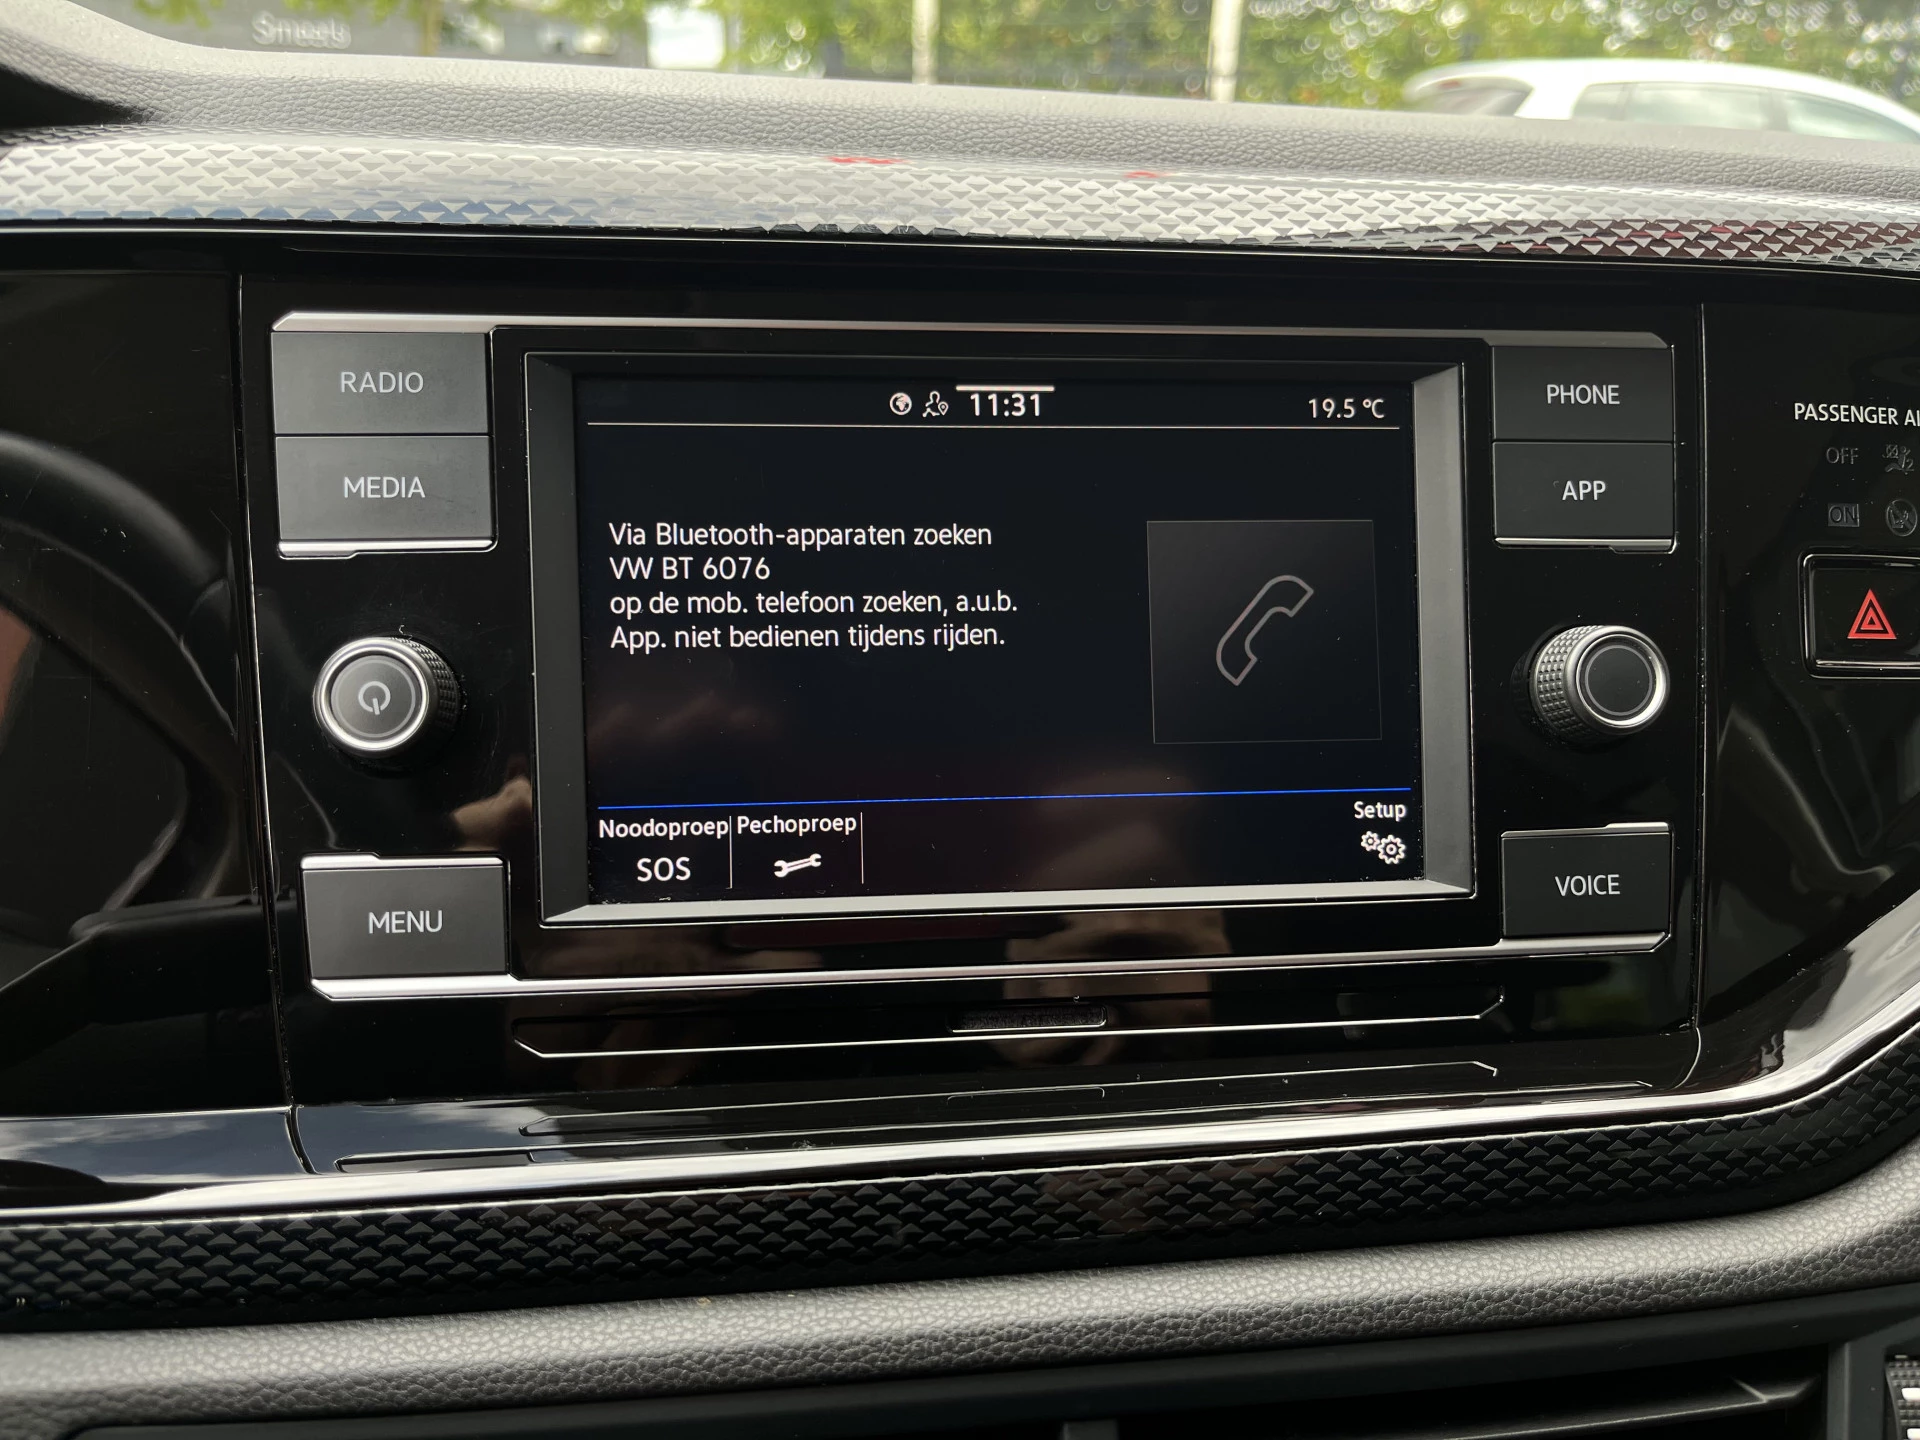 Smeets
RADIO
MEDIA
MENU
11:31
19.5 °C
Via Bluetooth-apparaten zoeken
VW BT 6076
op de mob. telefoon zoeken, a.u.b.
App. niet bedienen tijdens rijden.
Noodoproep
SOS
Pechoproep
Setup
PHONE
APP
VOICE
PASSENGER AI
OFF
ON